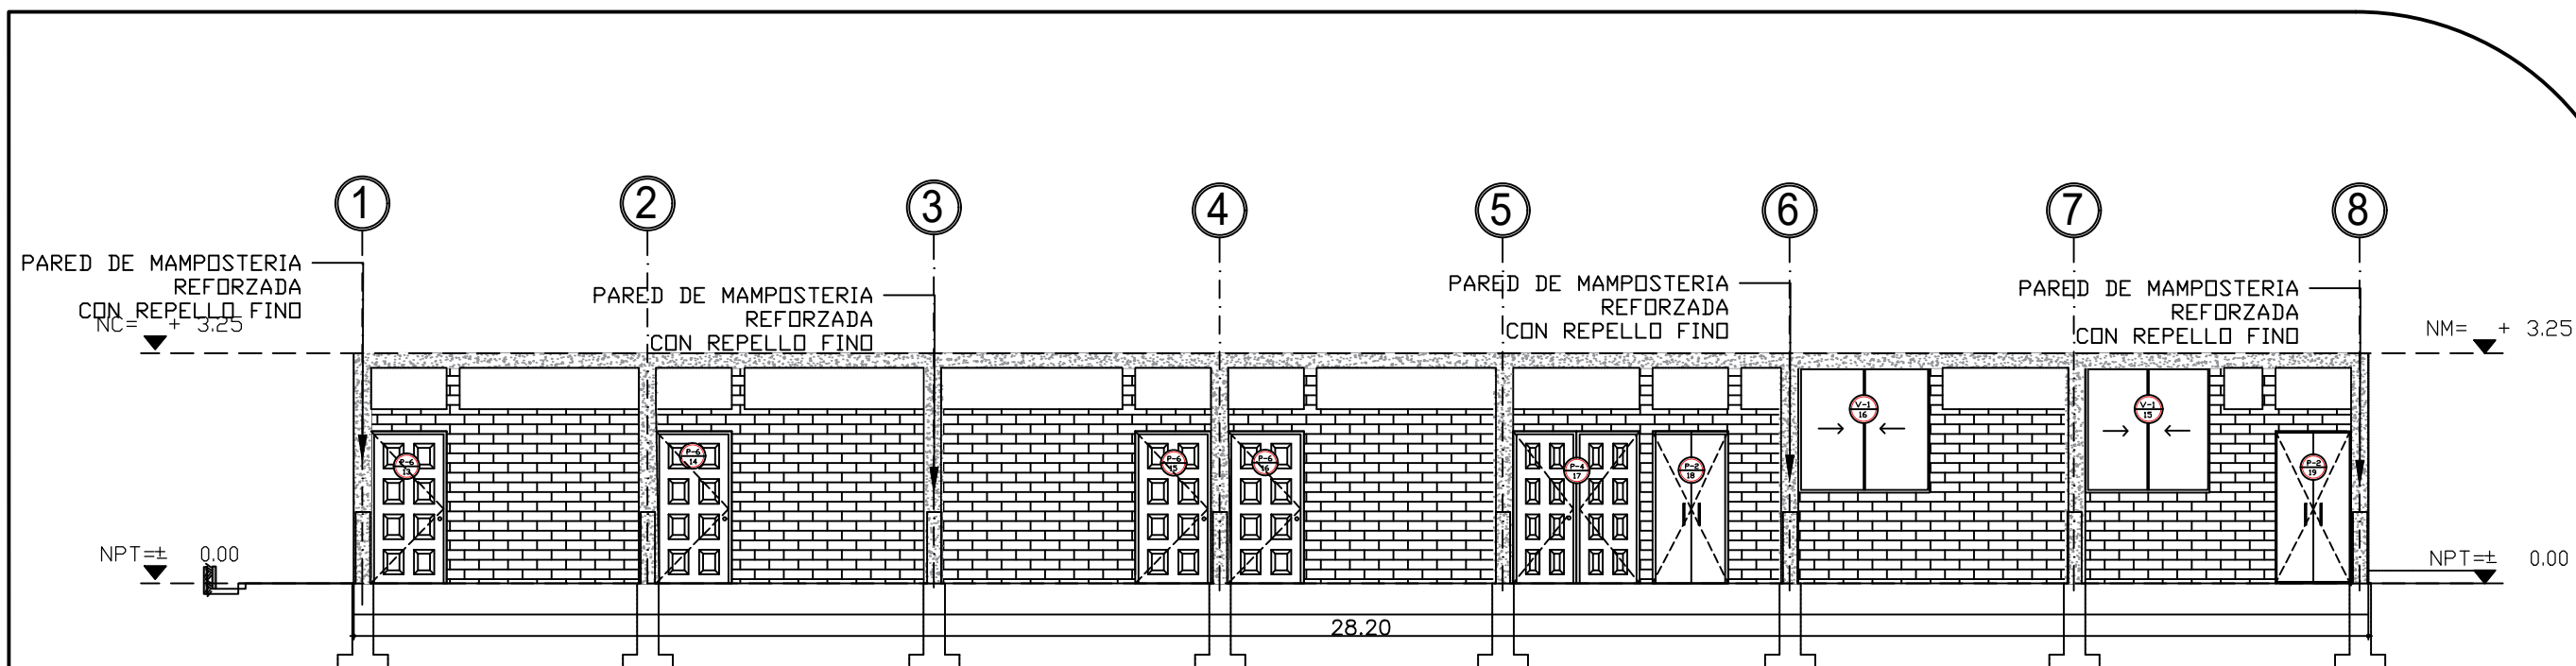 1
2
3
4
5
6
7
8
PARED DE MAMPOSTERIA
REFORZADA
CON REPELLO FINO
PARED DE MAMPOSTERIA
REFORZADA
CON REPELLO FINO
PARED DE MAMPOSTERIA
REFORZADA
CON REPELLO FINO
PARED DE MAMPOSTERIA
REFORZADA
CON REPELLO FINO
NC= + 3.25
NM= + 3.25
P-6
13
P-6
14
P-6
15
P-6
16
P-4
17
P-2
18
V-1
16
V-1
15
P-2
19
NPT=± 0.00
NPT=± 0.00
28.20